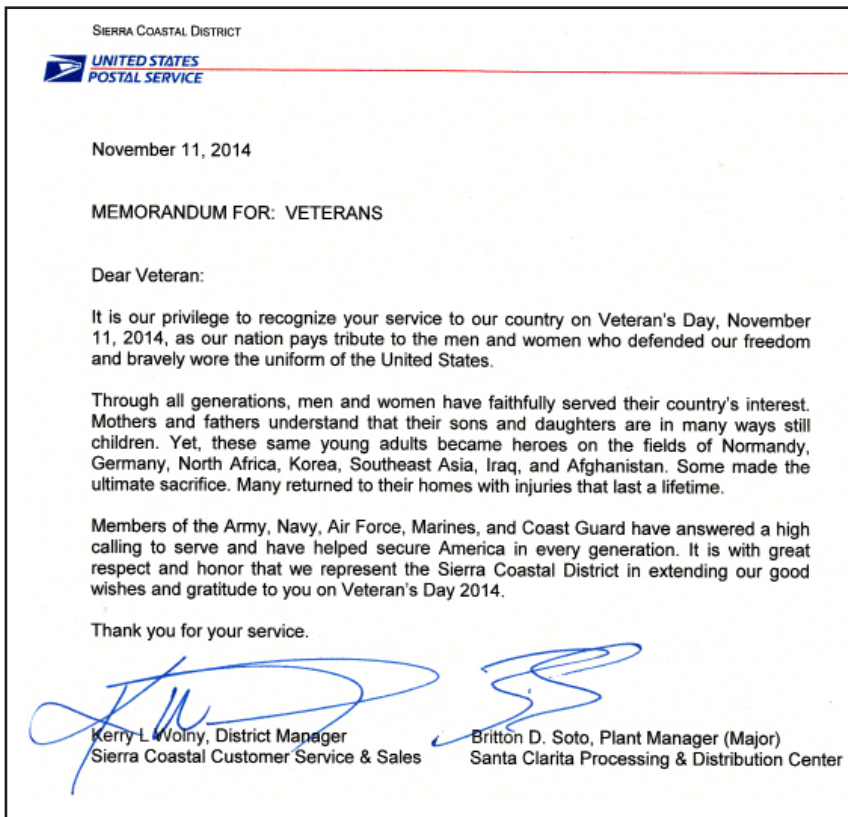 SIERRA COASTAL DISTRICT
UNITED STATES
POSTAL SERVICE
November 11, 2014
MEMORANDUM FOR: VETERANS
Dear Veteran:
It is our privilege to recognize your service to our country on Veteran's Day, November
11, 2014, as our nation pays tribute to the men and women who defended our freedom
and bravely wore the uniform of the United States.
Through all generations, men and women have faithfully served their country's interest.
Mothers and fathers understand that their sons and daughters are in many ways still
children. Yet, these same young adults became heroes on the fields of Normandy,
Germany, North Africa, Korea, Southeast Asia, Iraq, and Afghanistan. Some made the
ultimate sacrifice. Many returned to their homes with injuries that last a lifetime.
Members of the Army, Navy, Air Force, Marines, and Coast Guard have answered a high
calling to serve and have helped secure America in every generation. It is with great
respect and honor that we represent the Sierra Coastal District in extending our good
wishes and gratitude to you on Veteran's Day 2014.
Thank you for your service.
Kerry L Wolny, District Manager
Sierra Coastal Customer Service & Sales
Britton D. Soto, Plant Manager (Major)
Santa Clarita Processing & Distribution Center